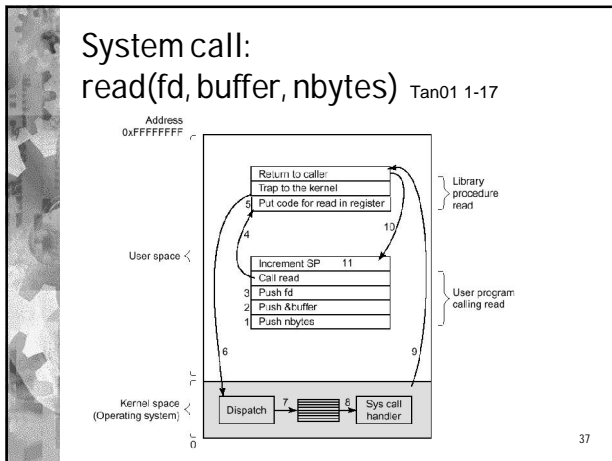 System call:
read(fd, buffer, nbytes) Tan01 1-17
Address
0xFFFFFFFF
Return to caller
Trap to the kernel
5 Put code for read in register
Library
procedure
read
4
10
User space
Increment SP 11
Call read
3 Push fd
2 Push &buffer
1 Push nbytes
User program
calling read
6
9
Kernel space
(Operating system)
Dispatch
7
8
Sys call
handler
0
37